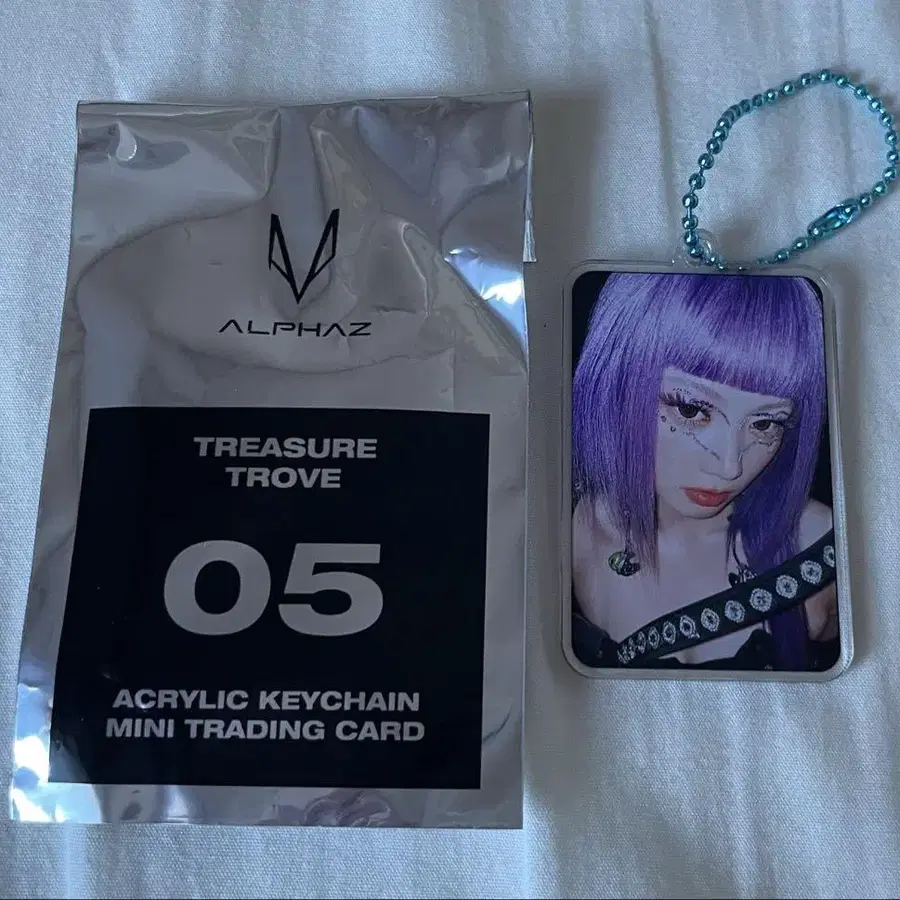 ALPHAZ
TREASURE
TROVE
05
ACRYLIC KEYCHAIN
MINI TRADING CARD